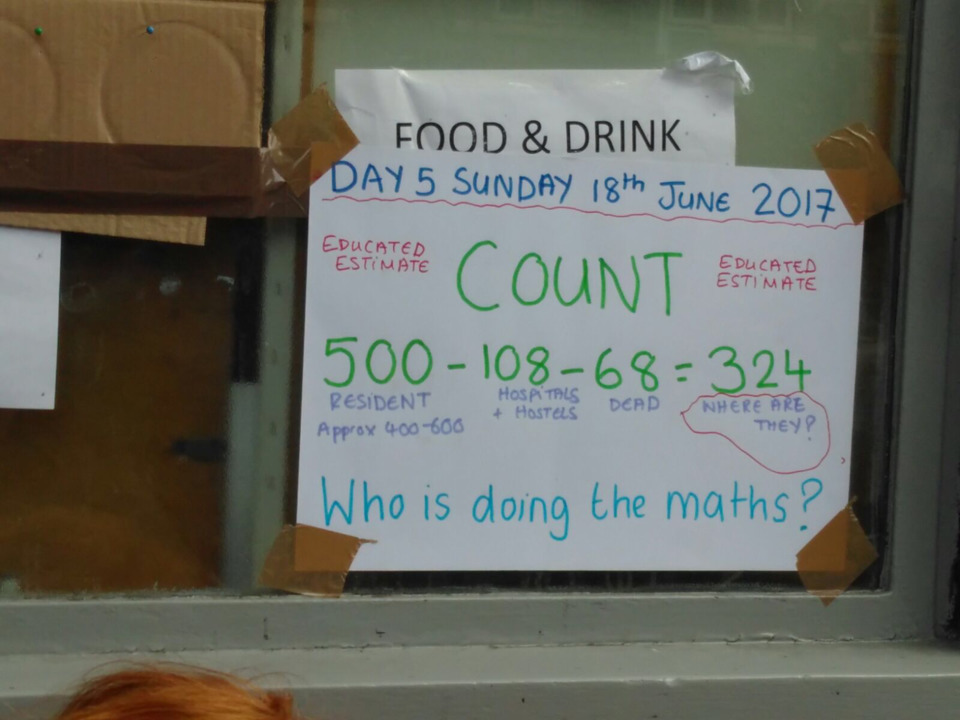 FOOD & DRINK
DAY 5 SUNDAY 18th JUNE 2017
EDUCATED ESTIMATE
COUNT
EDUCATED ESTIMATE
500 - 108 - 68 = 324
RESIDENT HOSPITALS + HOSTELS DEAD WHERE ARE THEY?
Approx 400-600
Who is doing the maths?